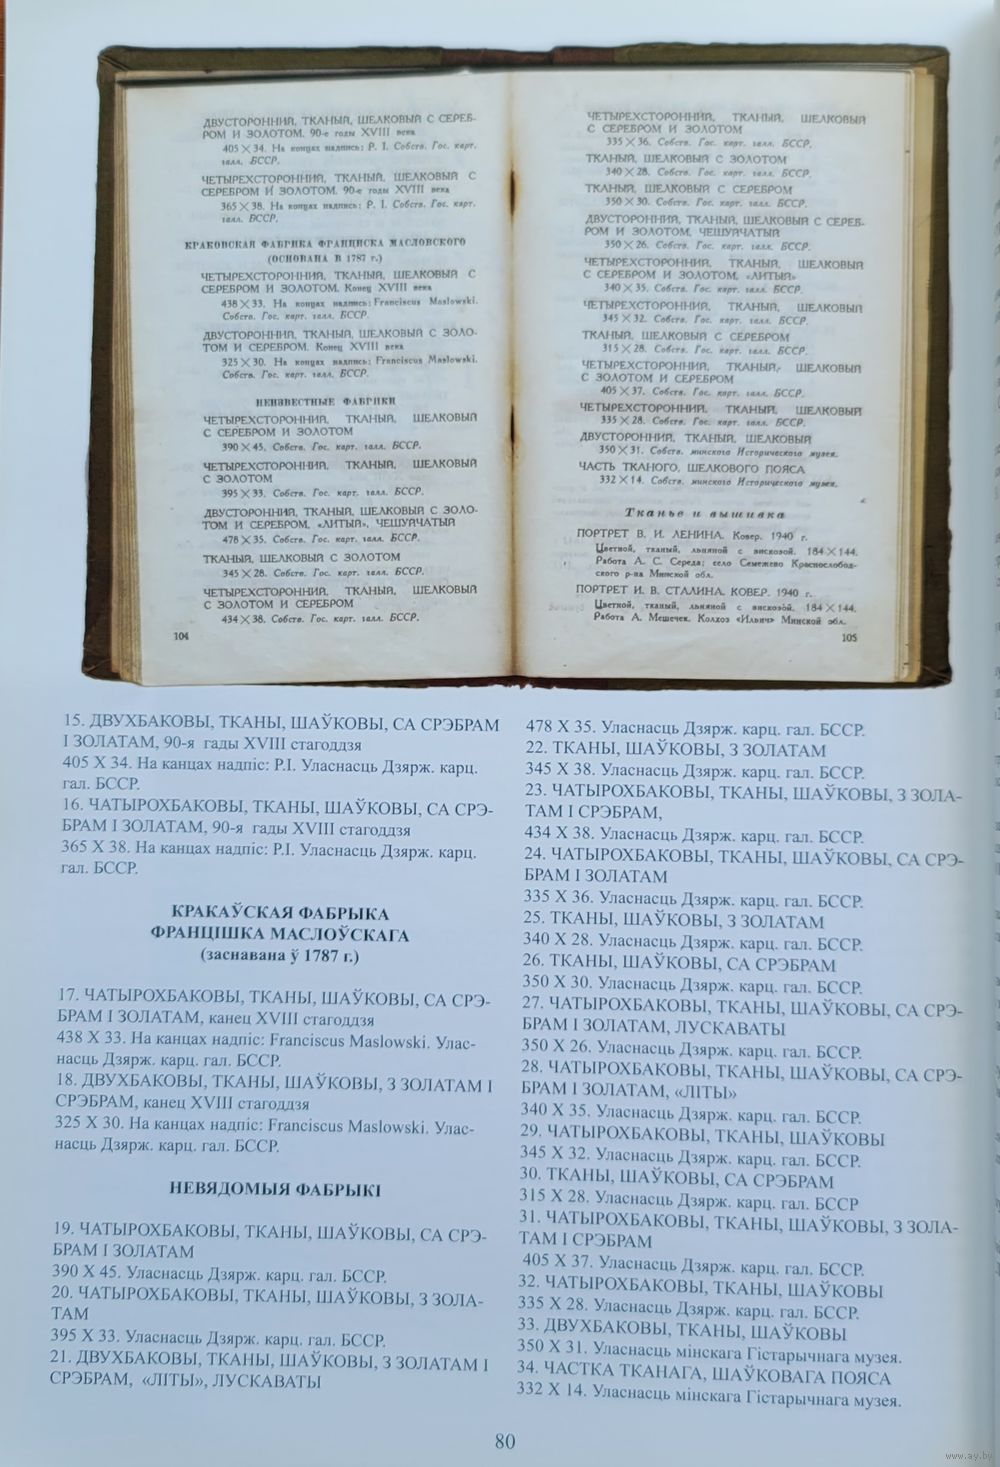 ДВУСТОРОННИЙ, ТКАНЫЙ, ШЕЛКОВЫЙ С СЕРЕБ-
РОМ И ЗОЛОТОМ. 90-е годы XVIII века
405 × 34. На концах надпись: P. I. Собств. Гос. карт.
галл. БССР.
ЧЕТЫРЕХСТОРОННИЙ, ТКАНЫЙ, ШЕЛКОВЫЙ С
СЕРЕБРОМ И ЗОЛОТОМ. 90-е годы XVIII века
365 × 38. На концах надпись: P. I. Собств. Гос. карт.
галл. БССР.
КРАКОВСКАЯ ФАБРИКА ФРАНЦИСКА МАСЛОВСКОГО
(ОСНОВАНА В 1787 г.)
ЧЕТЫРЕХСТОРОННИЙ, ТКАНЫЙ, ШЕЛКОВЫЙ С
СЕРЕБРОМ И ЗОЛОТОМ. Конец XVIII века
438 × 33. На концах надпись: Franciscus Maslowski.
Собств. Гос. карт. галл. БССР.
ДВУСТОРОННИЙ, ТКАНЫЙ, ШЕЛКОВЫЙ С ЗОЛО-
ТОМ И СЕРЕБРОМ. Конец XVIII века
325 × 30. На концах надпись: Franciscus Maslowski.
Собств. Гос. карт. галл. БССР.
НЕИЗВЕСТНЫЕ ФАБРИКИ
ЧЕТЫРЕХСТОРОННИЙ, ТКАНЫЙ, ШЕЛКОВЫЙ
С СЕРЕБРОМ И ЗОЛОТОМ
390 × 45. Собств. Гос. карт. галл. БССР.
ЧЕТЫРЕХСТОРОННИЙ, ТКАНЫЙ, ШЕЛКОВЫЙ
С ЗОЛОТОМ
395 × 33. Собств. Гос. карт. галл. БССР.
ДВУСТОРОННИЙ, ТКАНЫЙ, ШЕЛКОВЫЙ С ЗОЛО-
ТОМ И СЕРЕБРОМ, «ЛИТЫЙ», ЧЕШУЙЧАТЫЙ
478 × 35. Собств. Гос. карт. галл. БССР.
ТКАНЫЙ, ШЕЛКОВЫЙ С ЗОЛОТОМ
345 × 28. Собств. Гос. карт. галл. БССР.
ЧЕТЫРЕХСТОРОННИЙ, ТКАНЫЙ, ШЕЛКОВЫЙ
С ЗОЛОТОМ И СЕРЕБРОМ
434 × 38. Собств. Гос. карт. галл. БССР.
104
ЧЕТЫРЕХСТОРОННИЙ, ТКАНЫЙ, ШЕЛКОВЫЙ
С СЕРЕБРОМ И ЗОЛОТОМ
335 × 36. Собств. Гос. карт. галл. БССР.
ТКАНЫЙ, ШЕЛКОВЫЙ С ЗОЛОТОМ
340 × 28. Собств. Гос. карт. галл. БССР.
ТКАНЫЙ, ШЕЛКОВЫЙ С СЕРЕБРОМ
350 × 30. Собств. Гос. карт. галл. БССР.
ДВУСТОРОННИЙ, ТКАНЫЙ, ШЕЛКОВЫЙ С СЕРЕБ-
РОМ И ЗОЛОТОМ, ЧЕШУЙЧАТЫЙ
350 × 26. Собств. Гос. карт. галл. БССР.
ЧЕТЫРЕХСТОРОННИЙ, ТКАНЫЙ, ШЕЛКОВЫЙ
С СЕРЕБРОМ И ЗОЛОТОМ, «ЛИТЫЙ»
340 × 35. Собств. Гос. карт. галл. БССР.
ЧЕТЫРЕХСТОРОННИЙ, ТКАНЫЙ, ШЕЛКОВЫЙ
345 × 32. Собств. Гос. карт. галл. БССР.
ТКАНЫЙ, ШЕЛКОВЫЙ С СЕРЕБРОМ
315 × 28. Собств. Гос. карт. галл. БССР.
ЧЕТЫРЕХСТОРОННИЙ, ТКАНЫЙ, ШЕЛКОВЫЙ
С ЗОЛОТОМ И СЕРЕБРОМ
405 × 37. Собств. Гос. карт. галл. БССР.
ЧЕТЫРЕХСТОРОННИЙ, ТКАНЫЙ, ШЕЛКОВЫЙ
335 × 28. Собств. Гос. карт. галл. БССР.
ДВУСТОРОННИЙ, ТКАНЫЙ, ШЕЛКОВЫЙ
350 × 31. Собств. минского Исторического музея.
ЧАСТЬ ТКАНОГО, ШЕЛКОВОГО ПОЯСА
332 × 14. Собств. минского Исторического музея.
Тканье и вышивка
ПОРТРЕТ В. И. ЛЕНИНА. Ковер. 1940 г.
Цветной, тканый, льняной с вискозой. 184 × 144.
Работа А. С. Середа; село Семежево Краснослобод-
ского р-на Минской обл.
ПОРТРЕТ И. В. СТАЛИНА. КОВЕР. 1940 г.
Цветной, тканый, льняной с вискозой. 184 × 144.
Работа А. Мешечек. Колхоз «Ильич» Минской обл.
105
15. ДВУХБАКОВЫ, ТКАНЫ, ШАЎКОВЫ, СА СРЭБРАМ
І ЗОЛАТАМ, 90-я гады XVIII стагоддзя
405 Х 34. На канцах надпіс: P.I. Уласнасць Дзярж. карц.
гал. БССР.
16. ЧАТЫРОХБАКОВЫ, ТКАНЫ, ШАЎКОВЫ, СА СРЭ-
БРАМ І ЗОЛАТАМ, 90-я гады XVIII стагоддзя
365 Х 38. На канцах надпіс: P.I. Уласнасць Дзярж. карц.
гал. БССР.
КРАКАЎСКАЯ ФАБРЫКА
ФРАНЦІШКА МАСЛОЎСКАГА
(заснавана ў 1787 г.)
17. ЧАТЫРОХБАКОВЫ, ТКАНЫ, ШАЎКОВЫ, СА СРЭ-
БРАМ І ЗОЛАТАМ, канец XVIII стагоддзя
438 Х 33. На канцах надпіс: Franciscus Maslowski. Улас-
насць Дзярж. карц. гал. БССР.
18. ДВУХБАКОВЫ, ТКАНЫ, ШАЎКОВЫ, З ЗОЛАТАМ І
СРЭБРАМ, канец XVIII стагоддзя
325 Х 30. На канцах надпіс: Franciscus Maslowski. Улас-
насць Дзярж. карц. гал. БССР.
НЕВЯДОМЫЯ ФАБРЫКІ
19. ЧАТЫРОХБАКОВЫ, ТКАНЫ, ШАЎКОВЫ, СА СРЭ-
БРАМ І ЗОЛАТАМ
390 Х 45. Уласнасць Дзярж. карц. гал. БССР.
20. ЧАТЫРОХБАКОВЫ, ТКАНЫ, ШАЎКОВЫ, З ЗОЛА-
ТАМ
395 Х 33. Уласнасць Дзярж. карц. гал. БССР.
21. ДВУХБАКОВЫ, ТКАНЫ, ШАЎКОВЫ, З ЗОЛАТАМ І
СРЭБРАМ, «ЛІТЫ», ЛУСКАВАТЫ
478 Х 35. Уласнасць Дзярж. карц. гал. БССР.
22. ТКАНЫ, ШАЎКОВЫ, З ЗОЛАТАМ
345 Х 38. Уласнасць Дзярж. карц. гал. БССР.
23. ЧАТЫРОХБАКОВЫ, ТКАНЫ, ШАЎКОВЫ, З ЗОЛА-
ТАМ І СРЭБРАМ,
434 Х 38. Уласнасць Дзярж. карц. гал. БССР.
24. ЧАТЫРОХБАКОВЫ, ТКАНЫ, ШАЎКОВЫ, СА СРЭ-
БРАМ І ЗОЛАТАМ
335 Х 36. Уласнасць Дзярж. карц. гал. БССР.
25. ТКАНЫ, ШАЎКОВЫ, З ЗОЛАТАМ
340 Х 28. Уласнасць Дзярж. карц. гал. БССР.
26. ТКАНЫ, ШАЎКОВЫ, СА СРЭБРАМ
350 Х 30. Уласнасць Дзярж. карц. гал. БССР.
27. ЧАТЫРОХБАКОВЫ, ТКАНЫ, ШАЎКОВЫ, СА СРЭ-
БРАМ І ЗОЛАТАМ, ЛУСКАВАТЫ
350 Х 26. Уласнасць Дзярж. карц. гал. БССР.
28. ЧАТЫРОХБАКОВЫ, ТКАНЫ, ШАЎКОВЫ, СА СРЭ-
БРАМ І ЗОЛАТАМ, «ЛІТЫ»
340 Х 35. Уласнасць Дзярж. карц. гал. БССР.
29. ЧАТЫРОХБАКОВЫ, ТКАНЫ, ШАЎКОВЫ
345 Х 32. Уласнасць Дзярж. карц. гал. БССР.
30. ТКАНЫ, ШАЎКОВЫ, СА СРЭБРАМ
315 Х 28. Уласнасць Дзярж. карц. гал. БССР
31. ЧАТЫРОХБАКОВЫ, ТКАНЫ, ШАЎКОВЫ, З ЗОЛА-
ТАМ І СРЭБРАМ
405 Х 37. Уласнасць Дзярж. карц. гал. БССР.
32. ЧАТЫРОХБАКОВЫ, ТКАНЫ, ШАЎКОВЫ
335 Х 28. Уласнасць Дзярж. карц. гал. БССР.
33. ДВУХБАКОВЫ, ТКАНЫ, ШАЎКОВЫ
350 Х 31. Уласнасць мінскага Гістарычнага музея.
34. ЧАСТКА ТКАНАГА, ШАЎКОВАГА ПОЯСА
332 Х 14. Уласнасць мінскага Гістарычнага музея.
80
www.ay.by